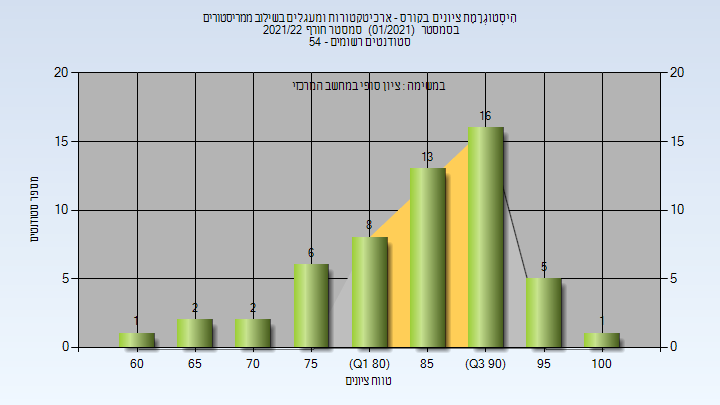 היסטוגרמת ציונים בקורס - ארכיטקטורות ומעגלים בשילוב ממריסטורים
בסמסטר (01/2021) סמסטר חורף 2021/22
סטודנטים רשומים - 54
במשימה : ציון סופי במחשב המרכזי
20 20
15 15
10 10
5 5
0 0
מספר סטודנטים
1 2 2 6 8 13 16 5 1
60 65 70 75 (Q1 80) 85 (Q3 90) 95 100
טווח ציונים